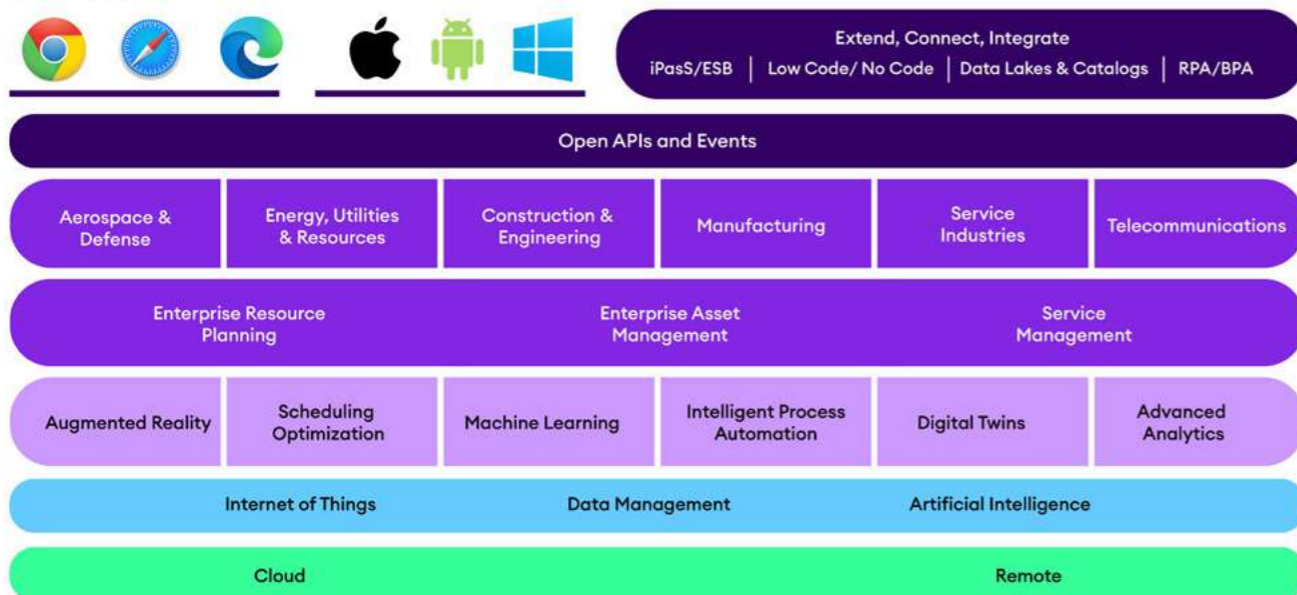 Extend, Connect, Integrate
iPasS/ESB | Low Code/ No Code | Data Lakes & Catalogs | RPA/BPA
Open APIs and Events
Aerospace &
Defense
Energy, Utilities
& Resources
Construction &
Engineering
Manufacturing
Service
Industries
Telecommunications
Enterprise Resource
Planning
Enterprise Asset
Management
Service
Management
Augmented Reality
Scheduling
Optimization
Machine Learning
Intelligent Process
Automation
Digital Twins
Advanced
Analytics
Internet of Things
Data Management
Artificial Intelligence
Cloud
Remote